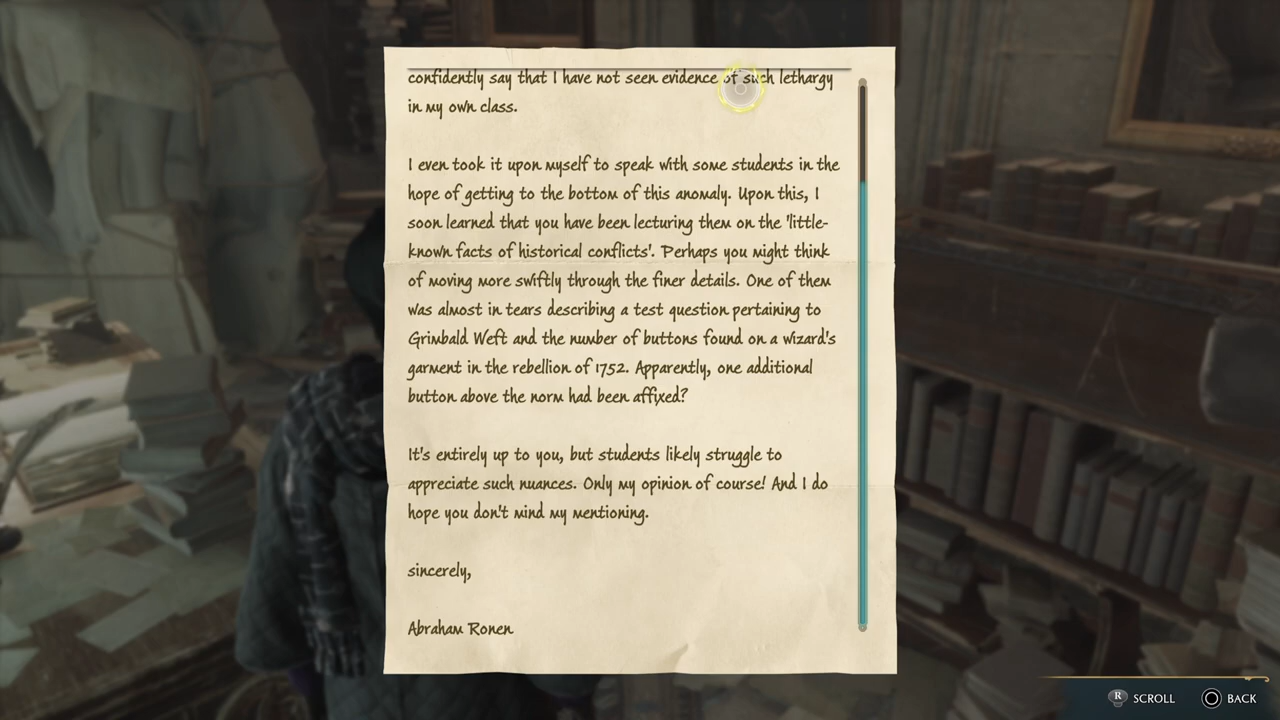 confidently say that I have not seen evidence of such lethargy
in my own class.
I even took it upon myself to speak with some students in the
hope of getting to the bottom of this anomaly. Upon this, I
soon learned that you have been lecturing them on the 'little-
known facts of historical conflicts'. Perhaps you might think
of moving more swiftly through the finer details. One of them
was almost in tears describing a test question pertaining to
Grimbald Weft and the number of buttons found on a wizard's
garment in the rebellion of 1752. Apparently, one additional
button above the norm had been affixed?
It's entirely up to you, but students likely struggle to
appreciate such nuances. Only my opinion of course! And I do
hope you don't mind my mentioning.
sincerely,
Abraham Ronen
R SCROLL BACK